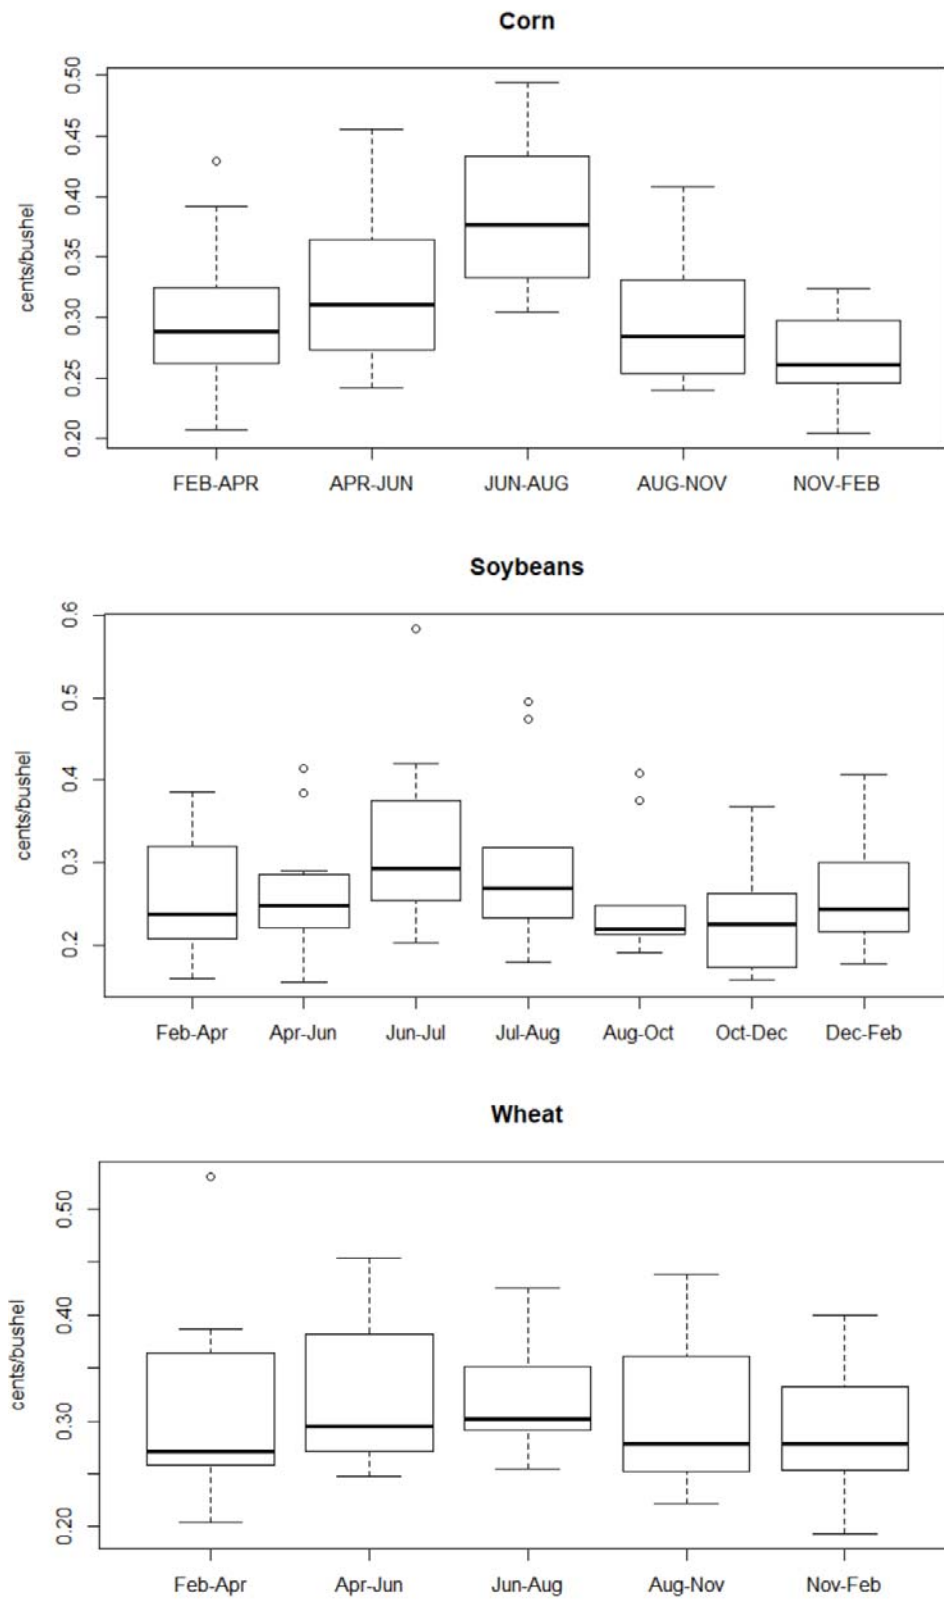 Corn
cents/bushel
0.50
0.45
0.40
0.35
0.30
0.25
0.20
FEB-APR APR-JUN JUN-AUG AUG-NOV NOV-FEB
Soybeans
cents/bushel
0.6
0.5
0.4
0.3
0.2
Feb-Apr Apr-Jun Jun-Jul Jul-Aug Aug-Oct Oct-Dec Dec-Feb
Wheat
cents/bushel
0.50
0.40
0.30
0.20
Feb-Apr Apr-Jun Jun-Aug Aug-Nov Nov-Feb